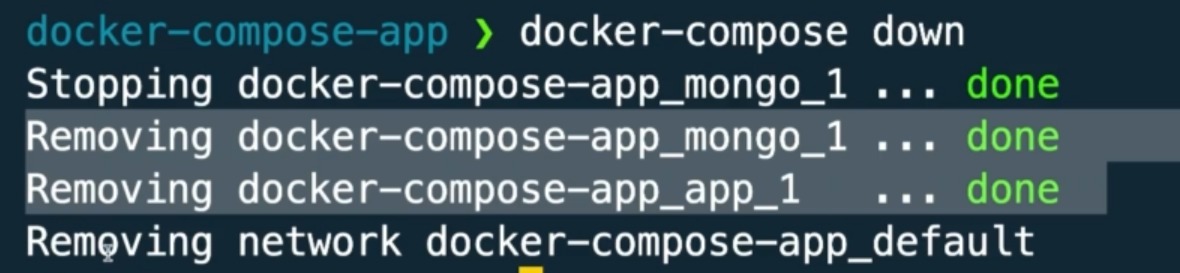 docker-compose-app ❯ docker-compose down
Stopping docker-compose-app_mongo_1 ... done
Removing docker-compose-app_mongo_1 ... done
Removing docker-compose-app_app_1   ... done
Removing network docker-compose-app_default